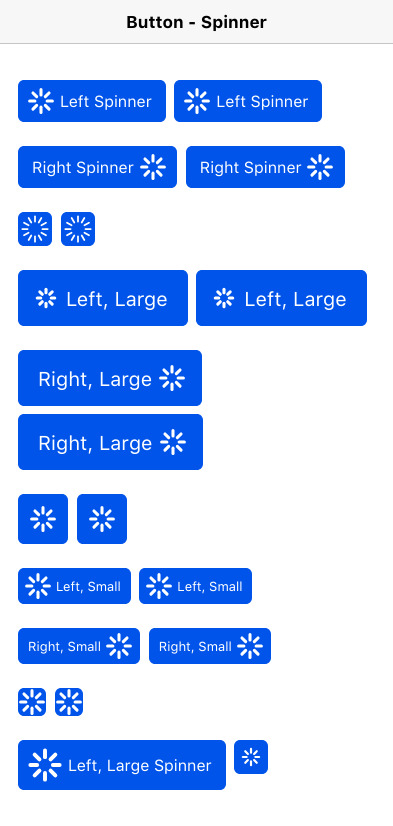 Button - Spinner
Left Spinner Left Spinner
Right Spinner Right Spinner
Left, Large Left, Large
Right, Large
Right, Large
Left, Small Left, Small
Right, Small Right, Small
Left, Large Spinner